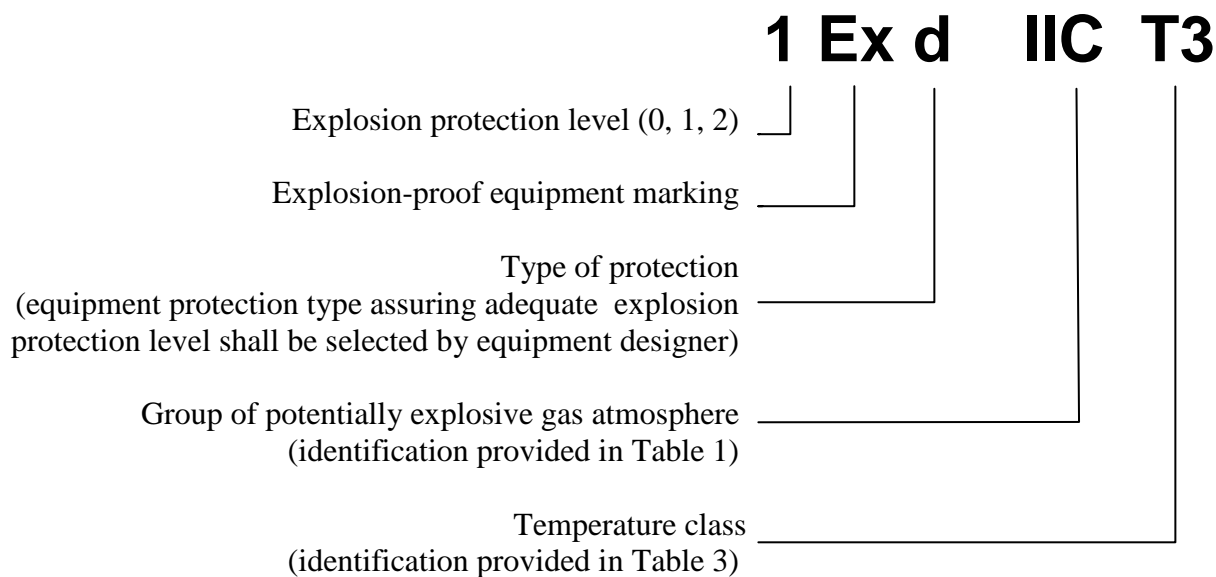 1 Ex d IIC T3
Explosion protection level (0, 1, 2)
Explosion-proof equipment marking
Type of protection
(equipment protection type assuring adequate explosion
protection level shall be selected by equipment designer)
Group of potentially explosive gas atmosphere
(identification provided in Table 1)
Temperature class
(identification provided in Table 3)